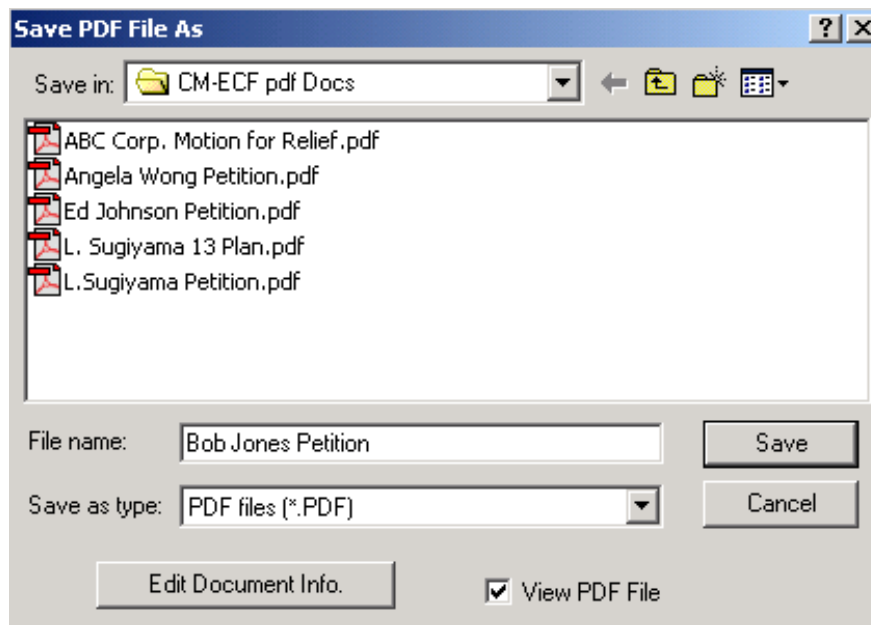 Save PDF File As
Save in: CM-ECF pdf Docs
ABC Corp. Motion for Relief.pdf
Angela Wong Petition.pdf
Ed Johnson Petition.pdf
L. Sugiyama 13 Plan.pdf
L.Sugiyama Petition.pdf
File name: Bob Jones Petition
Save
Save as type: PDF files (*.PDF)
Cancel
Edit Document Info.
View PDF File